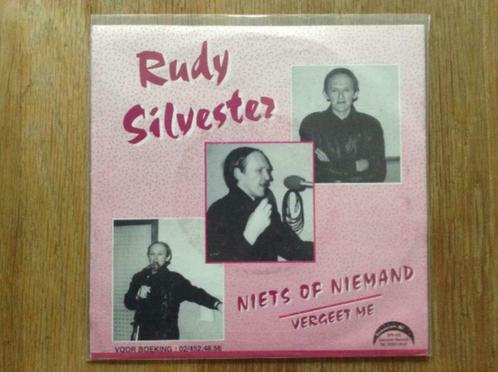 Rudy
Silvester
NIETS OF NIEMAND
VERGEET ME
VOOR BOEKING : 02/452.48.56